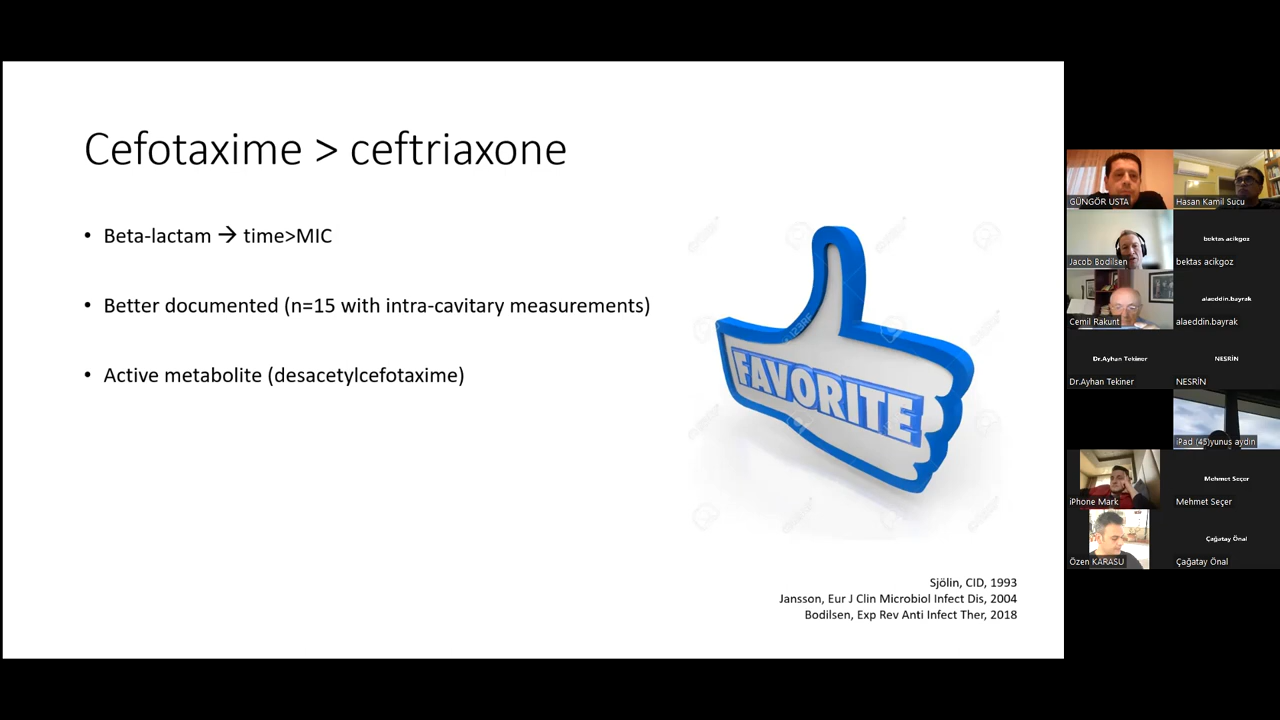 Cefotaxime > ceftriaxone
• Beta-lactam → time>MIC
• Better documented (n=15 with intra-cavitary measurements)
• Active metabolite (desacetylcefotaxime)
FAVORITE
123RF
Sjölin, CID, 1993
Jansson, Eur J Clin Microbiol Infect Dis, 2004
Bodilsen, Exp Rev Anti Infect Ther, 2018
GÜNGÖR USTA
Hasan Kamil Sucu
Jacob Bodilsen
bektas acikgoz
bektas acikgoz
Cemil Rakunt
alaeddin.bayrak
alaeddin.bayrak
Dr.Ayhan Tekiner
Dr.Ayhan Tekiner
NESRİN
NESRİN
iPad (45)yunus aydın
iPhone Mark
Mehmet Seçer
Mehmet Seçer
Özen KARASU
Çağatay Önal
Çağatay Önal